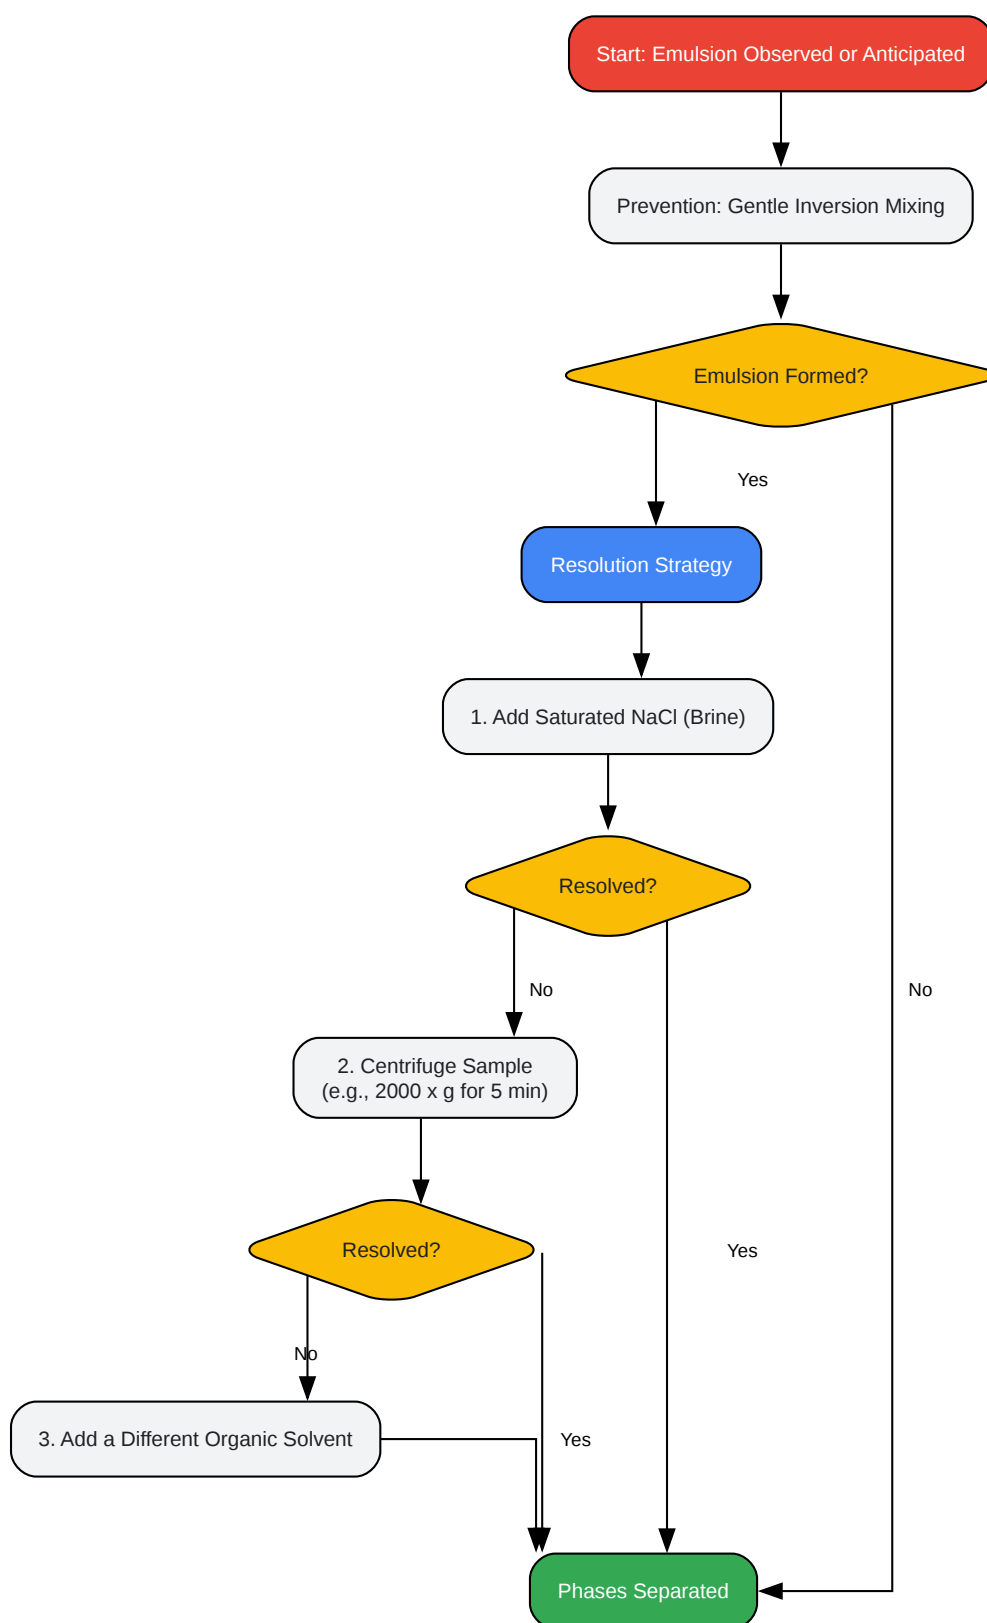 Start: Emulsion Observed or Anticipated
Prevention: Gentle Inversion Mixing
Emulsion Formed?
Yes
Resolution Strategy
1. Add Saturated NaCl (Brine)
Resolved?
No
No
2. Centrifuge Sample
(e.g., 2000 x g for 5 min)
Resolved?
Yes
No
3. Add a Different Organic Solvent
Yes
Phases Separated